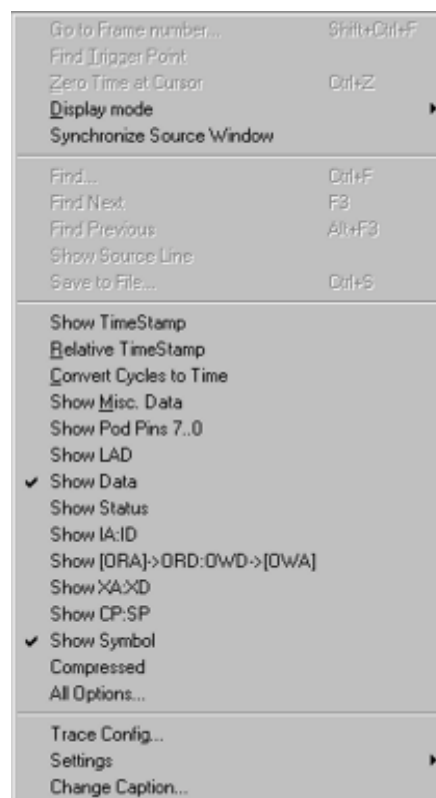 Go to Frame number... Shift+Ctrl+F
Find Trigger Point
Zero Time at Cursor Ctrl+Z
Display mode
Synchronize Source Window
Find... Ctrl+F
Find Next F3
Find Previous Alt+F3
Show Source Line
Save to File... Ctrl+S
Show TimeStamp
Relative TimeStamp
Convert Cycles to Time
Show Misc. Data
Show Pod Pins 7..0
Show LAD
Show Data
Show Status
Show IA:ID
Show [ORA]->ORD:OWD->[OWA]
Show XA:XD
Show CP:SP
Show Symbol
Compressed
All Options...
Trace Config...
Settings
Change Caption...